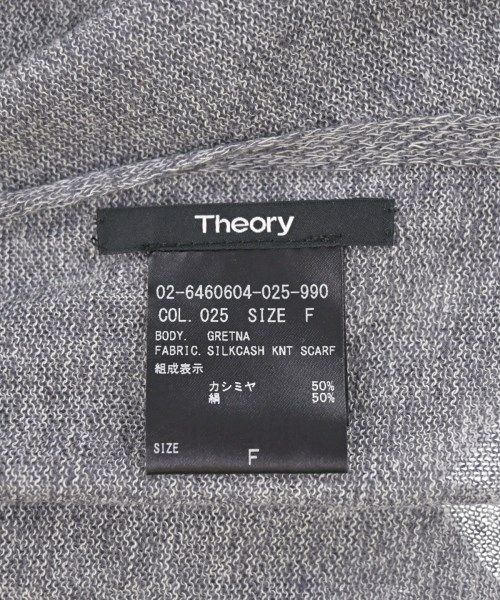 Theory
02-6460604-025-990
COL. 025 SIZE F
BODY. GRETNA
FABRIC. SILKCASH KNT SCARF
組成表示
カシミヤ 50%
絹 50%
SIZE F